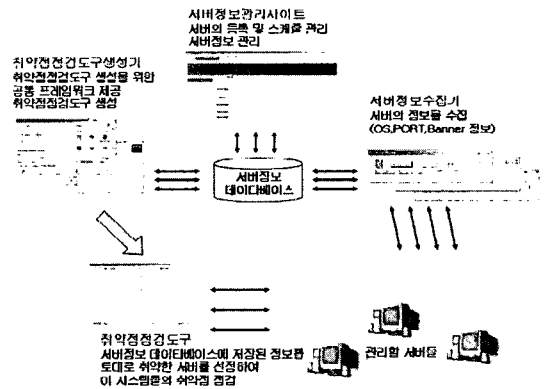 서버정보관리사이트
서버의 등록 및 스케쥴 관리
서버정보 관리
취약점점검도구생성기
취약점점검도구 생성을 위한
공통 프레임워크 제공
취약점점검도구 생성
서버정보수집기
서버의 정보를 수집
(OS,PORT,Banner 정보)
서버정보
데이타베이스
취약점점검도구
서버정보 데이타베이스에 저장된 정보를
토대로 취약한 서버를 선정하여
이 시스템들의 취약점 점검
관리할 서버들